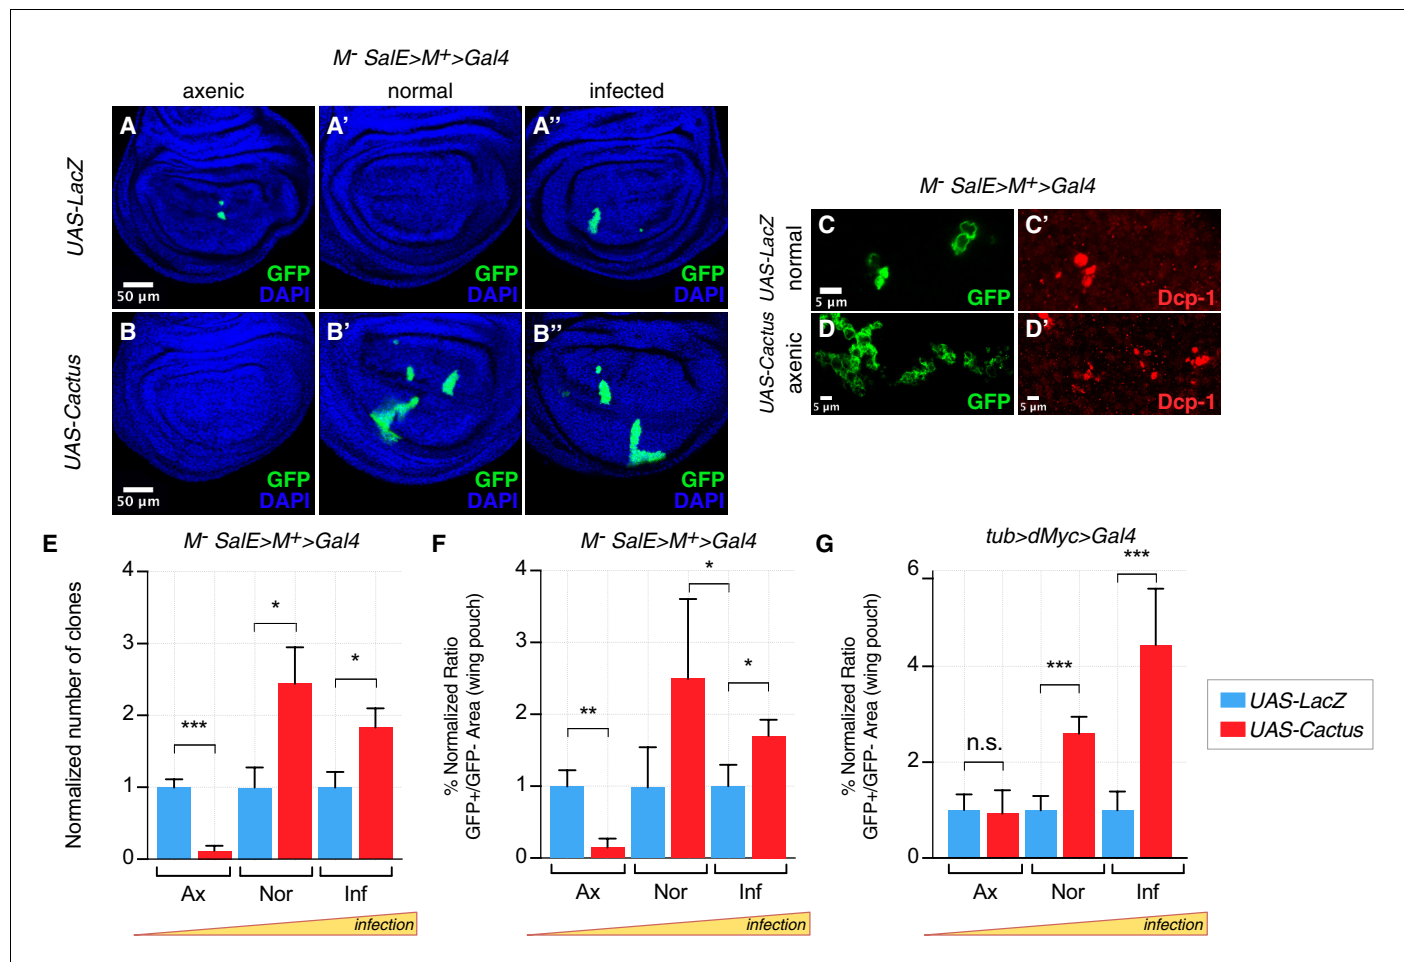 M- SalE>M+>Gal4
axenic
normal
infected
UAS-LacZ
A
GFP
DAPI
50 µm
A'
GFP
DAPI
A''
GFP
DAPI
UAS-Cactus
B
GFP
DAPI
50 µm
B'
GFP
DAPI
B''
GFP
DAPI
M- SalE>M+>Gal4
UAS-LacZ
normal
C
5 µm
GFP
C'
Dcp-1
UAS-Cactus
axenic
D
5 µm
GFP
D'
5 µm
Dcp-1
E
M- SalE>M+>Gal4
Normalized number of clones
4
3
2
1
0
***
*
*
Ax
Nor
Inf
infection
F
M- SalE>M+>Gal4
% Normalized Ratio
GFP+/GFP- Area (wing pouch)
4
3
2
1
0
**
*
*
Ax
Nor
Inf
infection
G
tub>dMyc>Gal4
% Normalized Ratio
GFP+/GFP- Area (wing pouch)
6
4
2
0
n.s.
***
***
Ax
Nor
Inf
infection
UAS-LacZ
UAS-Cactus